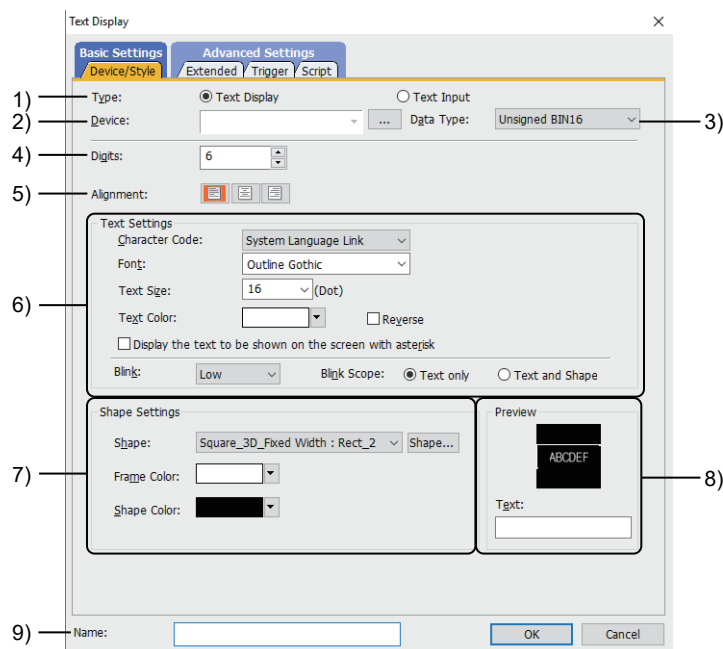 Text Display
Basic Settings Advanced Settings
Device/Style Extended Trigger Script
1) Type: Text Display Text Input
2) Device: ... Data Type: Unsigned BIN16 3)
4) Digits: 6
5) Alignment:
Text Settings
Character Code: System Language Link
Font: Outline Gothic
6) Text Size: 16 (Dot)
Text Color: Reverse
Display the text to be shown on the screen with asterisk
Blink: Low Blink Scope: Text only Text and Shape
Shape Settings Preview
Shape: Square_3D_Fixed Width : Rect_2 Shape... ABCDEF
7) Frame Color: 8)
Shape Color: Text:
9) Name: OK Cancel